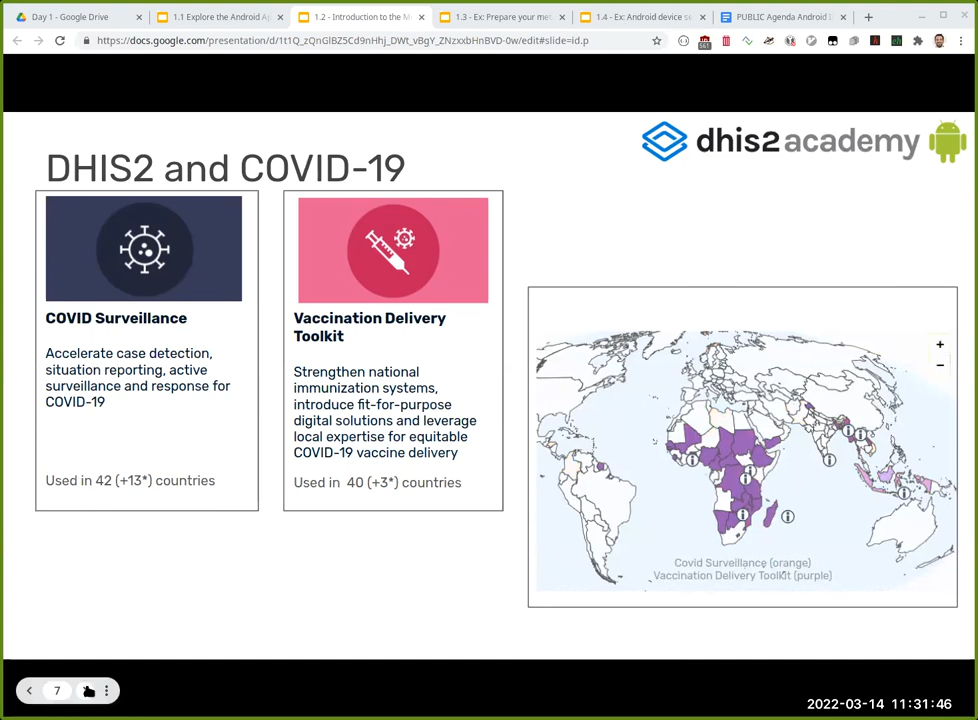 Day 1 - Google Drive
1.1 Explore the Android Ap
1.2 - Introduction to the M
1.3 - Ex: Prepare your met
1.4 - Ex: Android device se
PUBLIC Agenda Android I
https://docs.google.com/presentation/d/1t1Q_zQnGlBZ5Cd9nHhj_DWt_vBgY_ZNzxxbHnBVD-0w/edit#slide=id.p
561
dhis2 academy
DHIS2 and COVID-19
COVID Surveillance
Accelerate case detection,
situation reporting, active
surveillance and response for
COVID-19
Used in 42 (+13*) countries
Vaccination Delivery
Toolkit
Strengthen national
immunization systems,
introduce fit-for-purpose
digital solutions and leverage
local expertise for equitable
COVID-19 vaccine delivery
Used in 40 (+3*) countries
Covid Surveillance (orange)
Vaccination Delivery Toolkit (purple)
7
2022-03-14 11:31:46